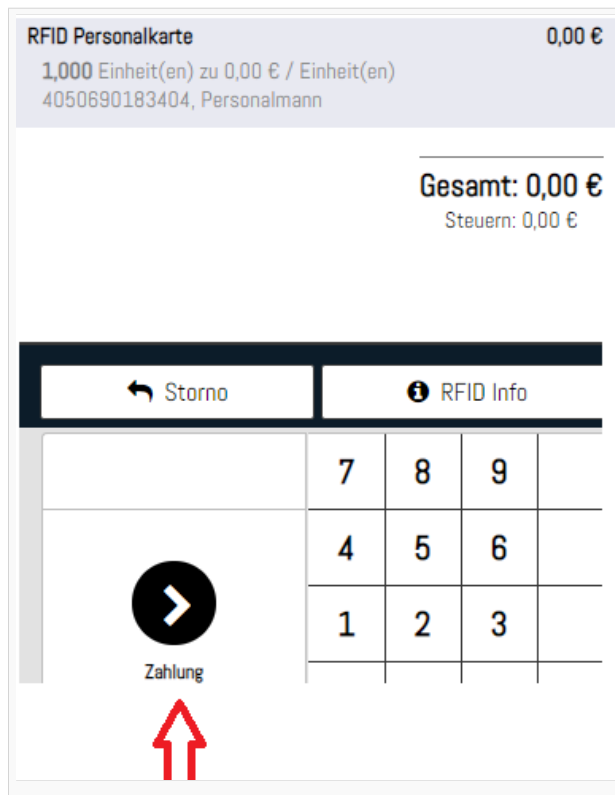 RFID Personalkarte 0,00 €
1,000 Einheit(en) zu 0,00 € / Einheit(en)
4050690183404, Personalmann
Gesamt: 0,00 €
Steuern: 0,00 €
Storno RFID Info
7 8 9
4 5 6
1 2 3
Zahlung